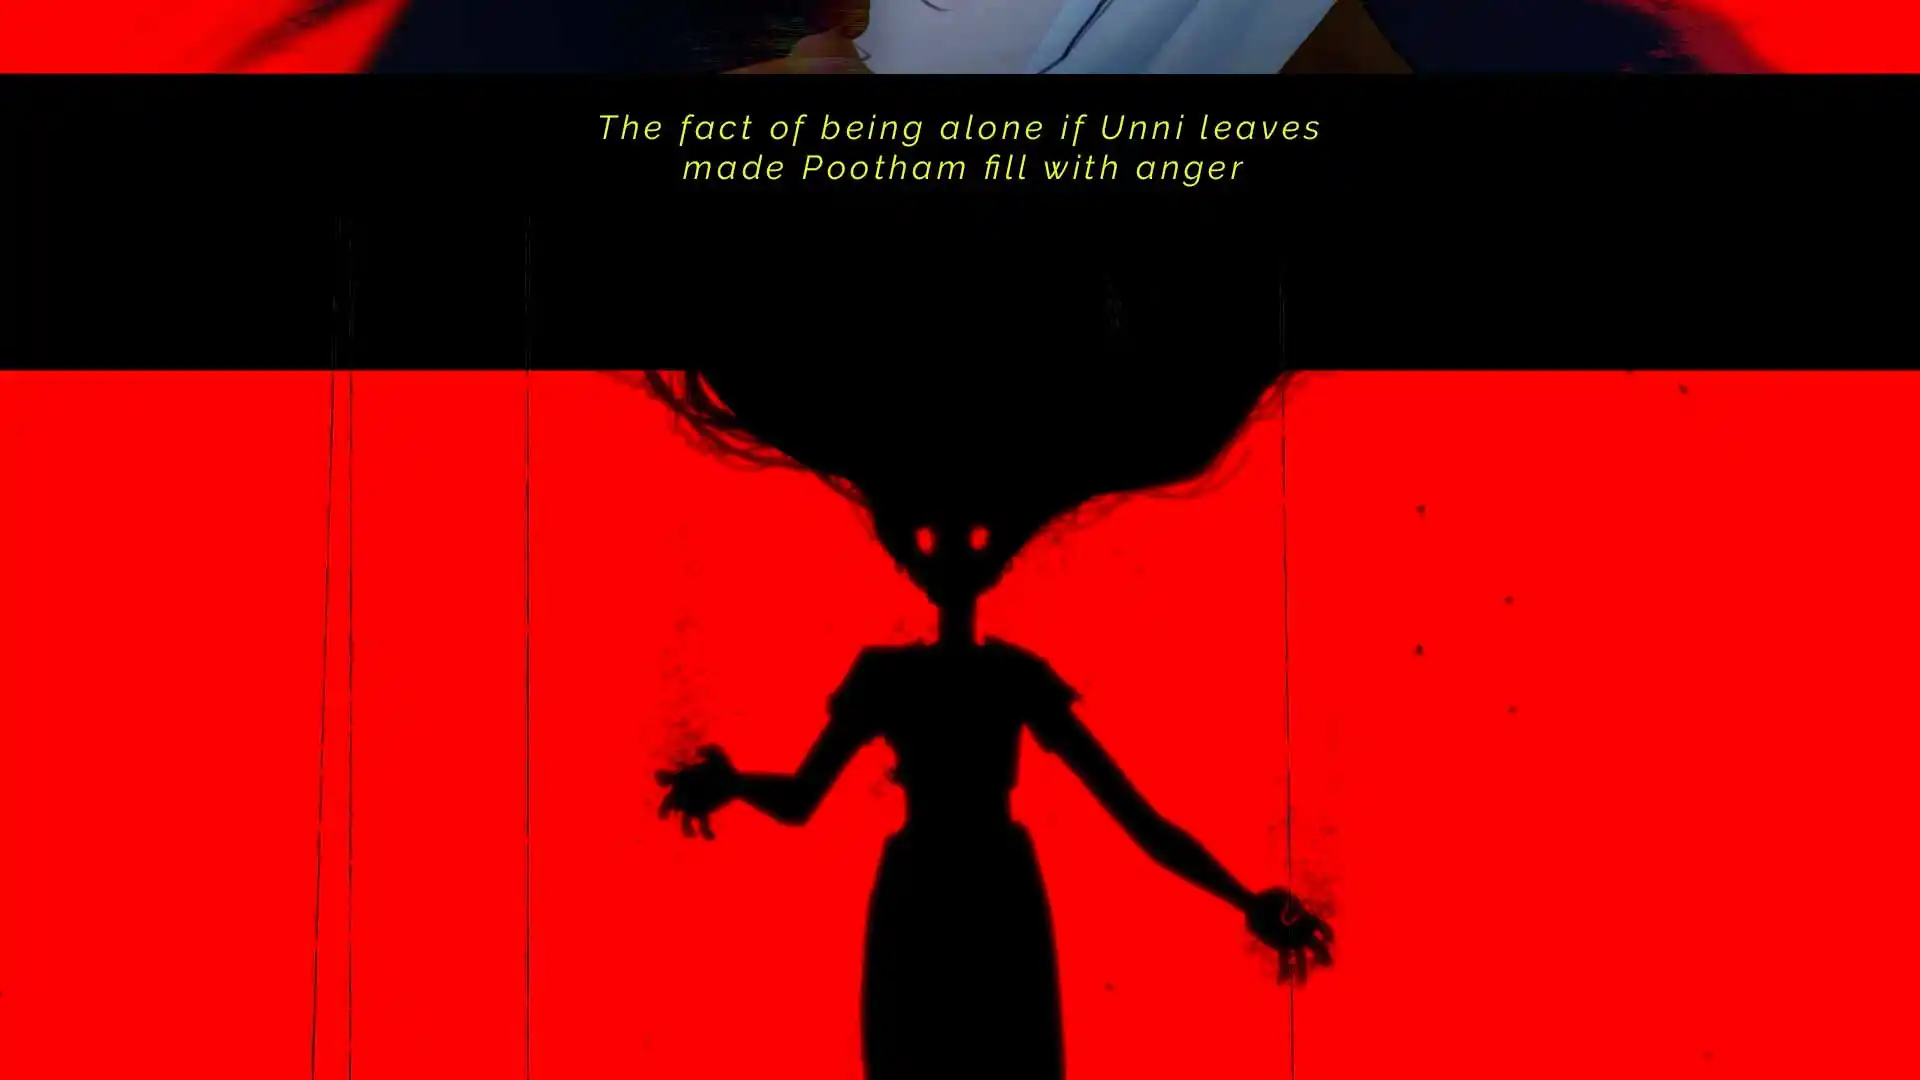 The fact of being alone if Unni leaves
made Pootham fill with anger